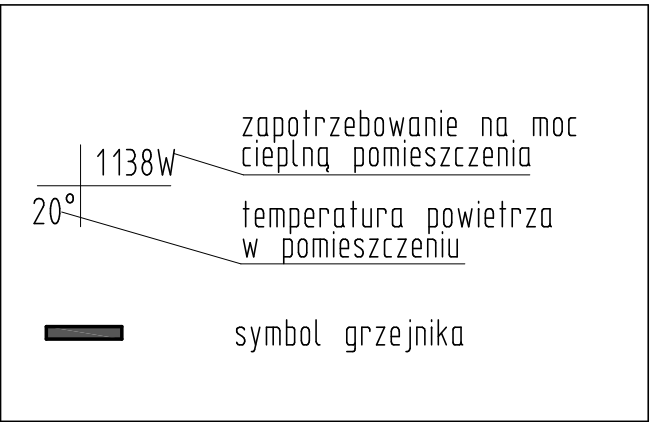 zapotrzebowanie na moc
1138W cieplną pomieszczenia
20° temperatura powietrza
w pomieszczeniu
symbol grzejnika